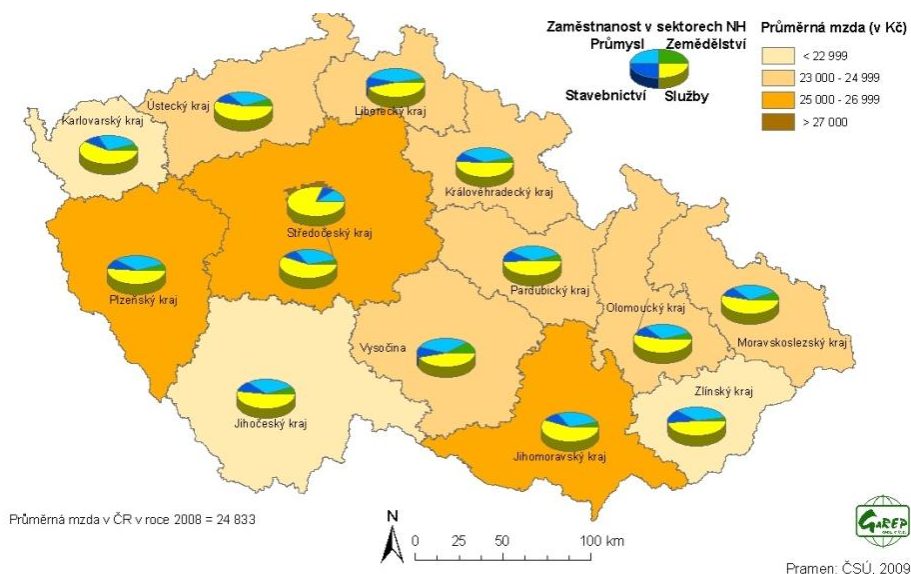 Zaměstnanost v sektorech NH
Průmysl Zemědělství
Stavebnictví Služby
Průměrná mzda (v Kč)
< 22 999
23 000 - 24 999
25 000 - 26 999
> 27 000
Karlovarský kraj
Ústecký kraj
Liberecký kraj
Královéhradecký kraj
Středočeský kraj
Plzeňský kraj
Pardubický kraj
Olomoucký kraj
Moravskoslezský kraj
Vysočina
Zlínský kraj
Jihočeský kraj
Jihomoravský kraj
Průměrná mzda v ČR v roce 2008 = 24 833
N
0 25 50 100 km
GaREP
Pramen: ČSÚ, 2009